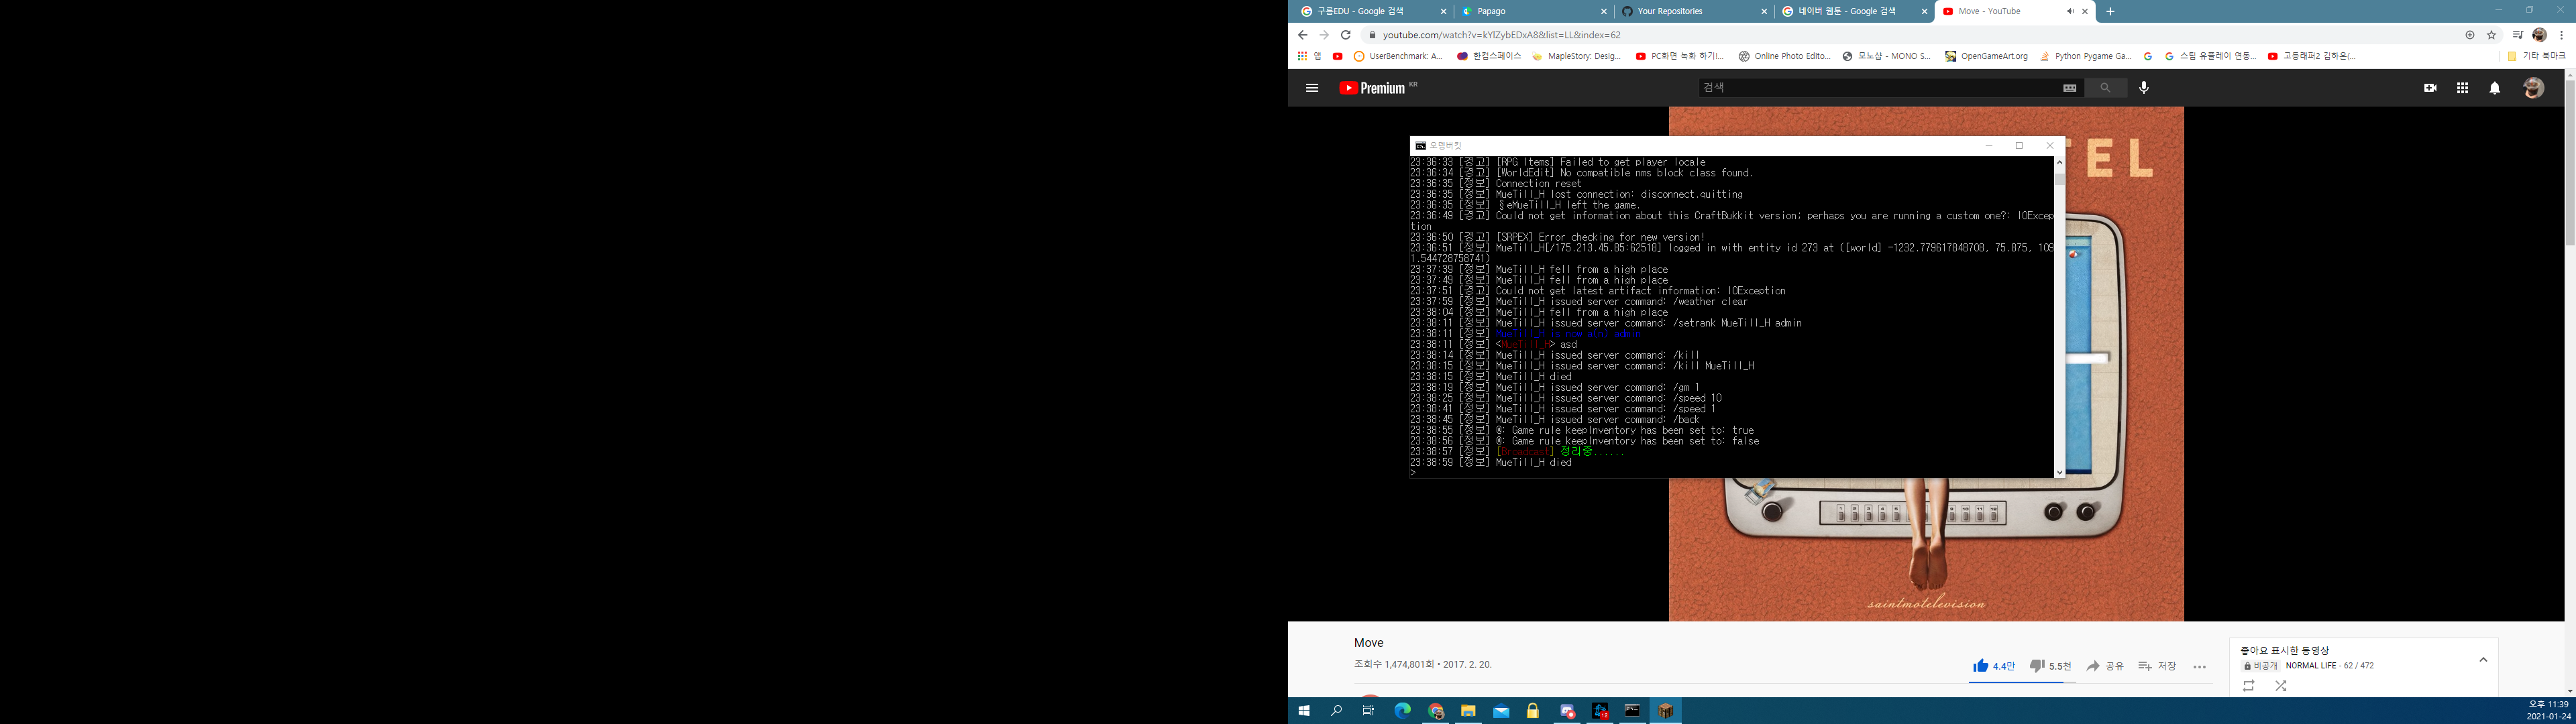 구름EDU - Google 검색
Papago
Your Repositories
네이버 웹툰 - Google 검색
Move - YouTube
youtube.com/watch?v=kYlZybEDxA8&list=LL&index=62
앱
UserBenchmark: A...
한컴스페이스
MapleStory: Desig...
PC화면 녹화 하기!...
Online Photo Edito...
모노샵 - MONO S...
OpenGameArt.org
Python Pygame Ga...
스팀 유플레이 연동...
고등래퍼2 김하온(...
기타 북마크
Premium KR
검색
TEL
오뎅버킷
23:36:33 [경고] [RPG Items] Failed to get player locale
23:36:34 [경고] [WorldEdit] No compatible nms block class found.
23:36:35 [정보] Connection reset
23:36:35 [정보] MueTill_H lost connection: disconnect.quitting
23:36:35 [정보] §eMueTill_H left the game.
23:36:49 [경고] Could not get information about this CraftBukkit version; perhaps you are running a custom one?: IOExcep
tion
23:36:50 [경고] [SRPEX] Error checking for new version!
23:36:51 [정보] MueTill_H[/175.213.45.85:62518] logged in with entity id 273 at ([world] -1232.779617848708, 75.875, 109
1.544728758741)
23:37:39 [정보] MueTill_H fell from a high place
23:37:49 [정보] MueTill_H fell from a high place
23:37:51 [경고] Could not get latest artifact information: IOException
23:37:59 [정보] MueTill_H issued server command: /weather clear
23:38:04 [정보] MueTill_H fell from a high place
23:38:11 [정보] MueTill_H issued server command: /setrank MueTill_H admin
23:38:11 [정보] MueTill_H is now a(n) admin
23:38:11 [정보] <MueTill_H> asd
23:38:14 [정보] MueTill_H issued server command: /kill
23:38:15 [정보] MueTill_H issued server command: /kill MueTill_H
23:38:15 [정보] MueTill_H died
23:38:19 [정보] MueTill_H issued server command: /gm 1
23:38:25 [정보] MueTill_H issued server command: /speed 10
23:38:41 [정보] MueTill_H issued server command: /speed 1
23:38:45 [정보] MueTill_H issued server command: /back
23:38:55 [정보] @: Game rule keepInventory has been set to: true
23:38:56 [정보] @: Game rule keepInventory has been set to: false
23:38:57 [정보] [Broadcast] 정리중......
23:38:59 [정보] MueTill_H died
>
saintmotelevision
Move
조회수 1,474,801회 • 2017. 2. 20.
4.4만
5.5천
공유
저장
좋아요 표시한 동영상
비공개 NORMAL LIFE - 62 / 472
12
오후 11:39
2021-01-24